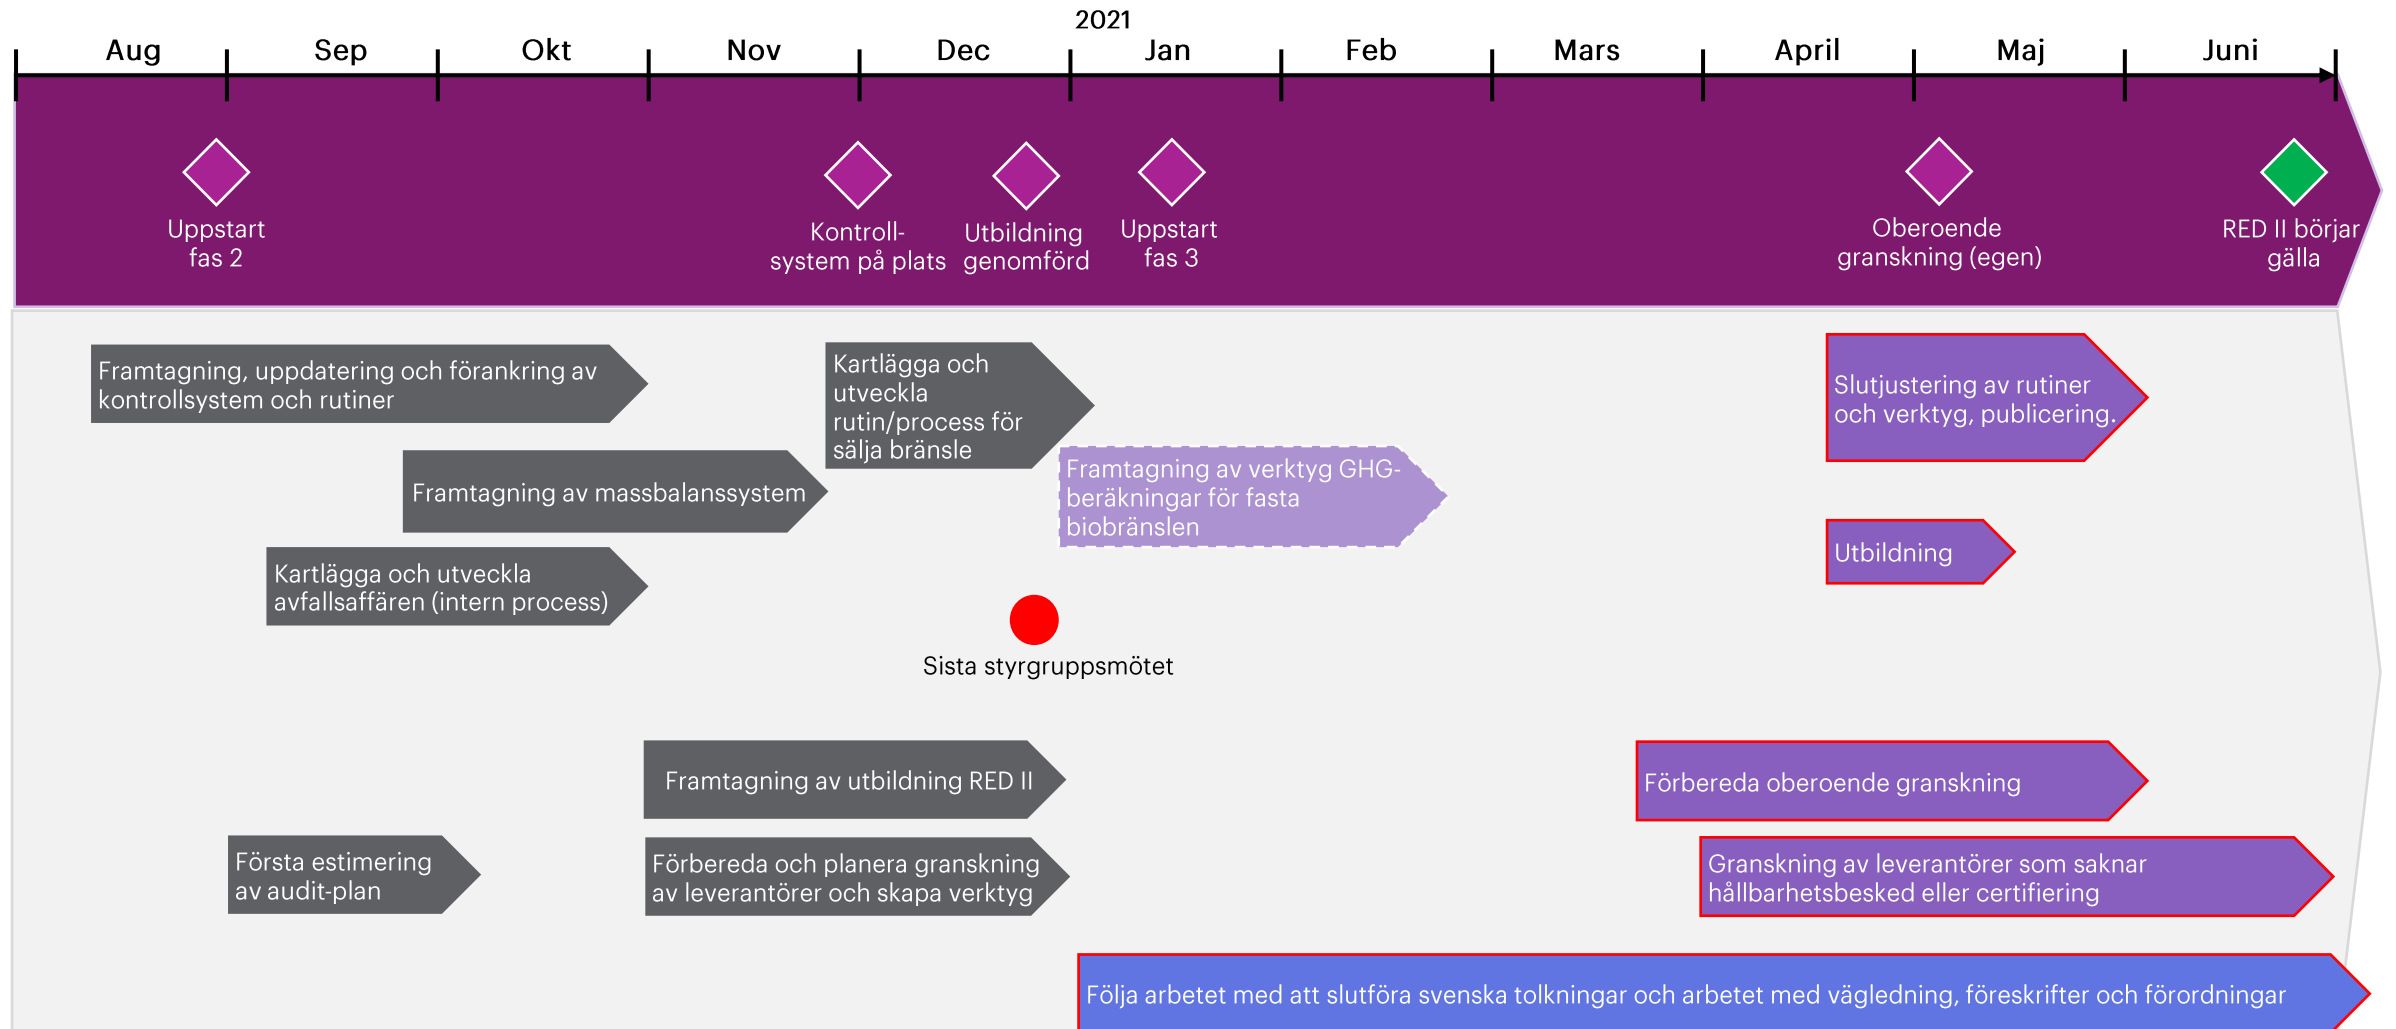 2021
Aug
Sep
Okt
Nov
Dec
Jan
Feb
Mars
April
Maj
Juni
Uppstart
fas 2
Kontroll-
system på plats
Utbildning
genomförd
Uppstart
fas 3
Oberoende
granskning (egen)
RED II börjar
gälla
Framtagning, uppdatering och förankring av
kontrollsystem och rutiner
Kartlägga och
utveckla
rutin/process för
sälja bränsle
Slutjustering av rutiner
och verktyg, publicering.
Framtagning av massbalanssystem
Framtagning av verktyg GHG-
beräkningar för fasta
biobränslen
Utbildning
Kartlägga och utveckla
avfallsaffären (intern process)
Sista styrgruppsmötet
Framtagning av utbildning RED II
Förbereda oberoende granskning
Första estimering
av audit-plan
Förbereda och planera granskning
av leverantörer och skapa verktyg
Granskning av leverantörer som saknar
hållbarhetsbesked eller certifiering
Följa arbetet med att slutföra svenska tolkningar och arbetet med vägledning, föreskrifter och förordningar